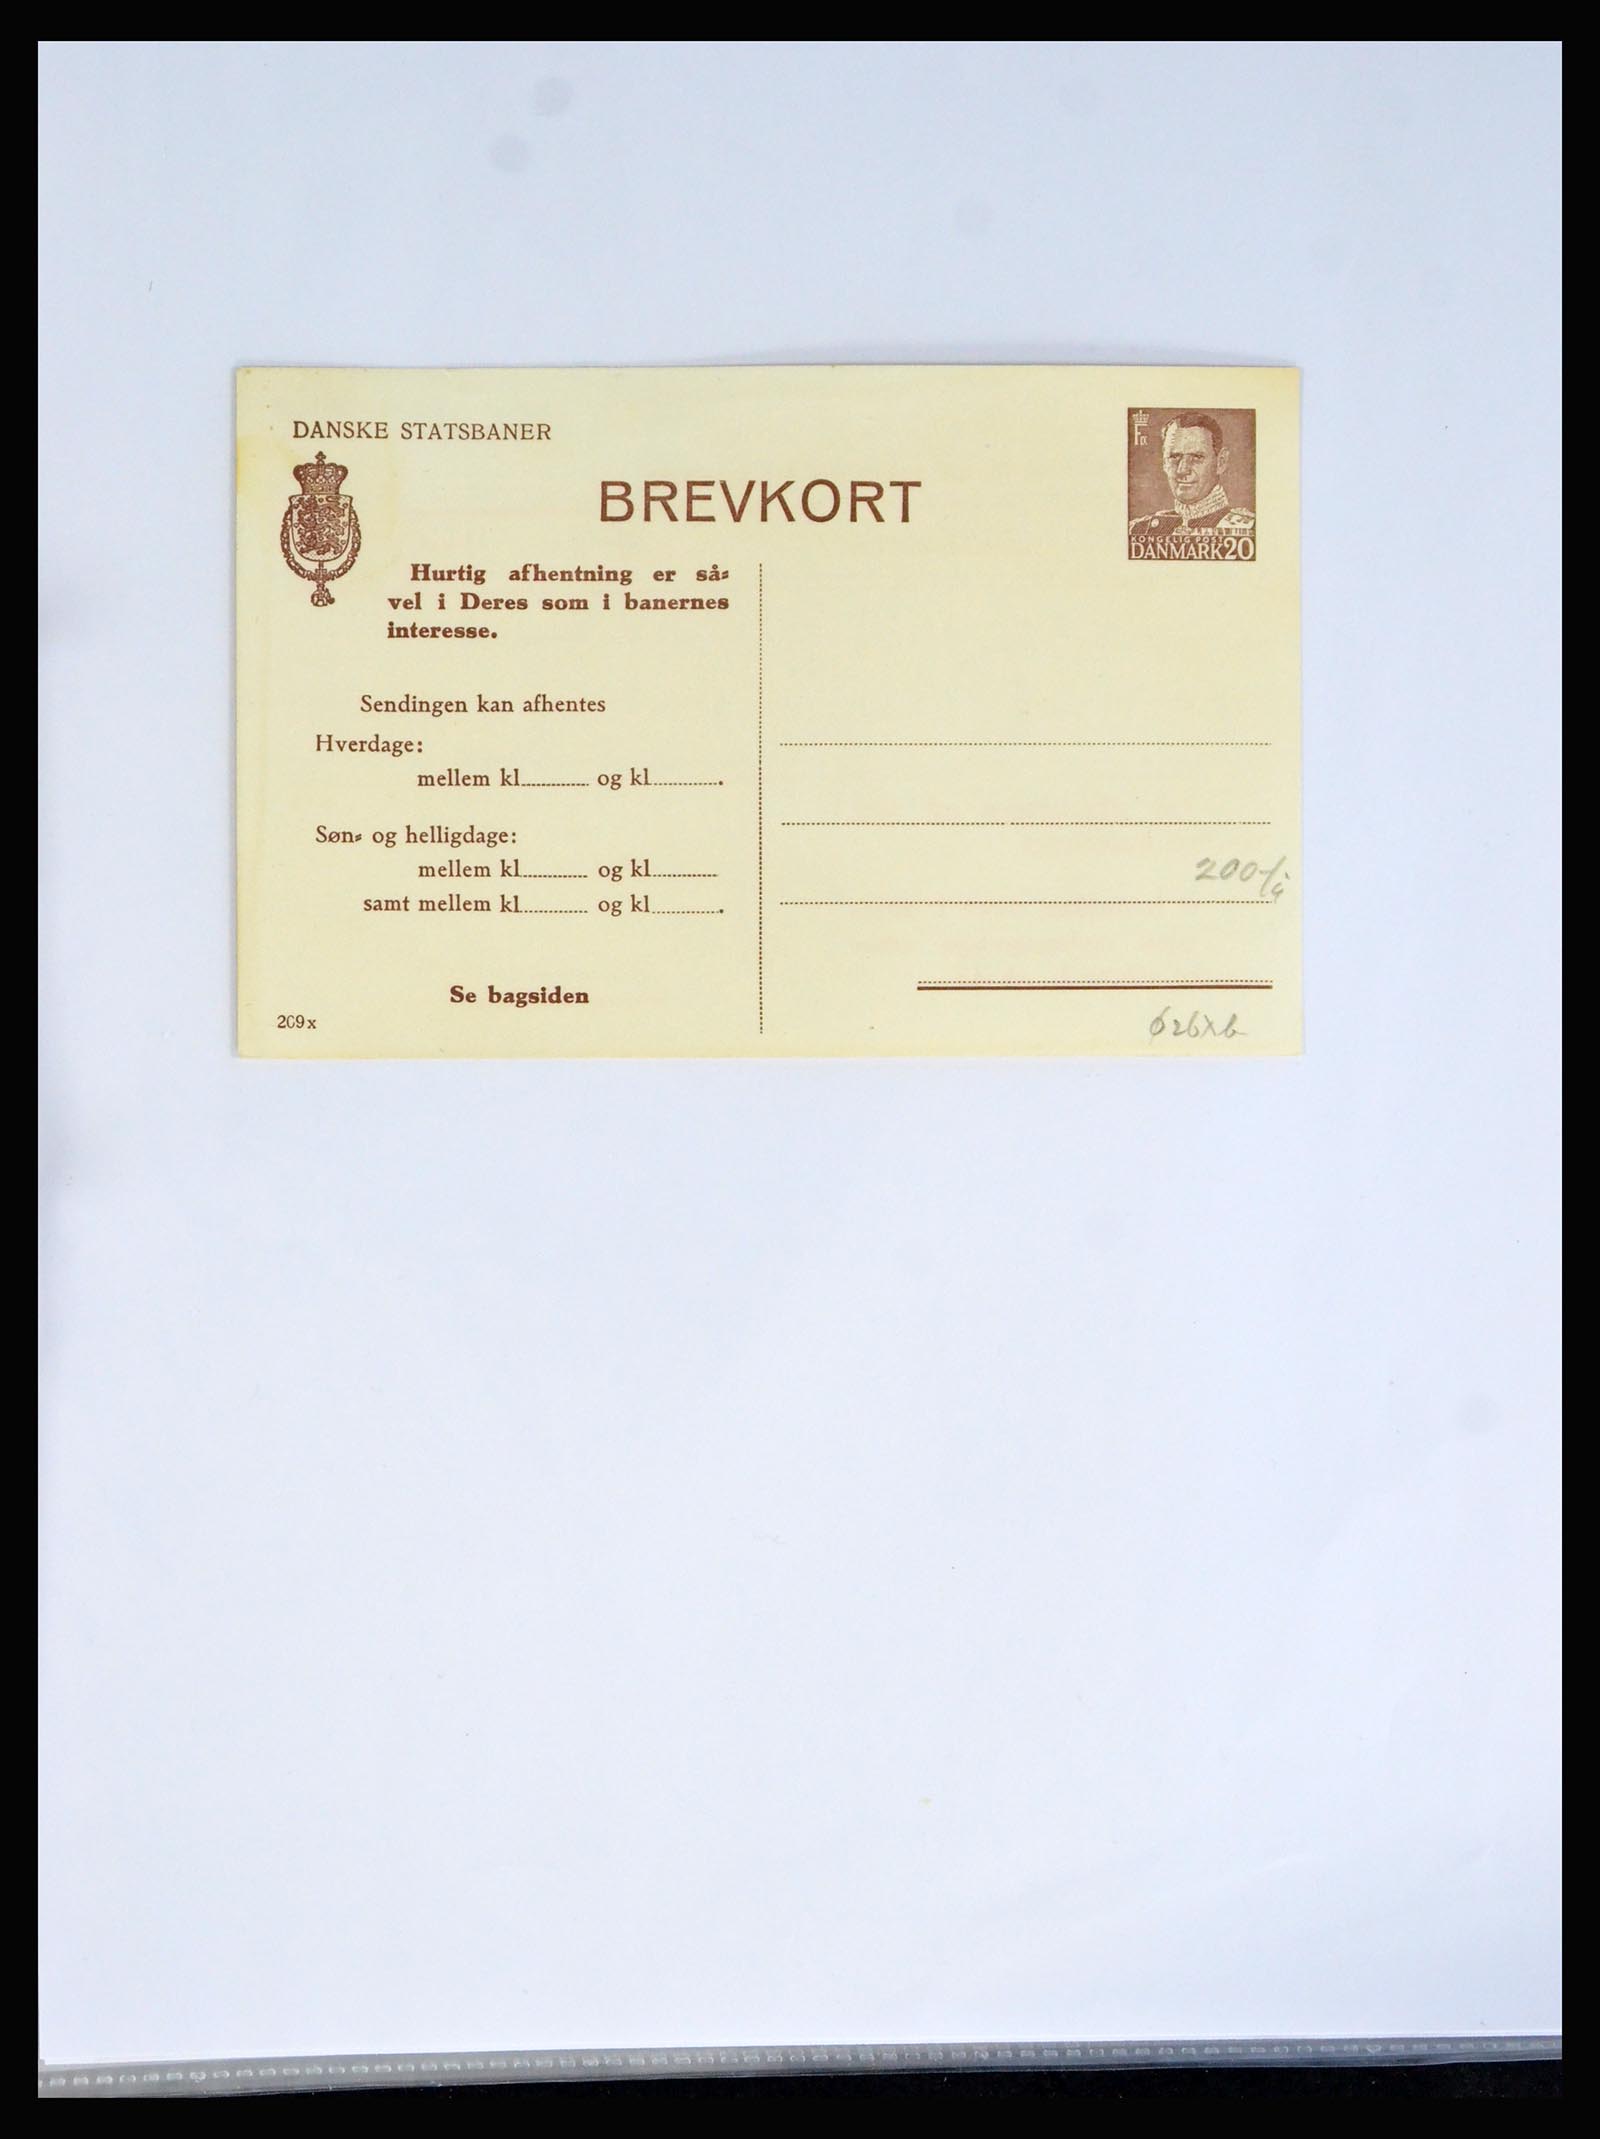 DANSKE STATSBANER
BREVKORT
KONGELIG POST
DANMARK 20
Hurtig afhentning er så⸗
vel i Deres som i banernes
interesse.
Sendingen kan afhentes
Hverdage:
mellem kl............ og kl............
Søn⸗ og helligdage:
mellem kl............ og kl............
samt mellem kl............ og kl............
200
Se bagsiden
209x